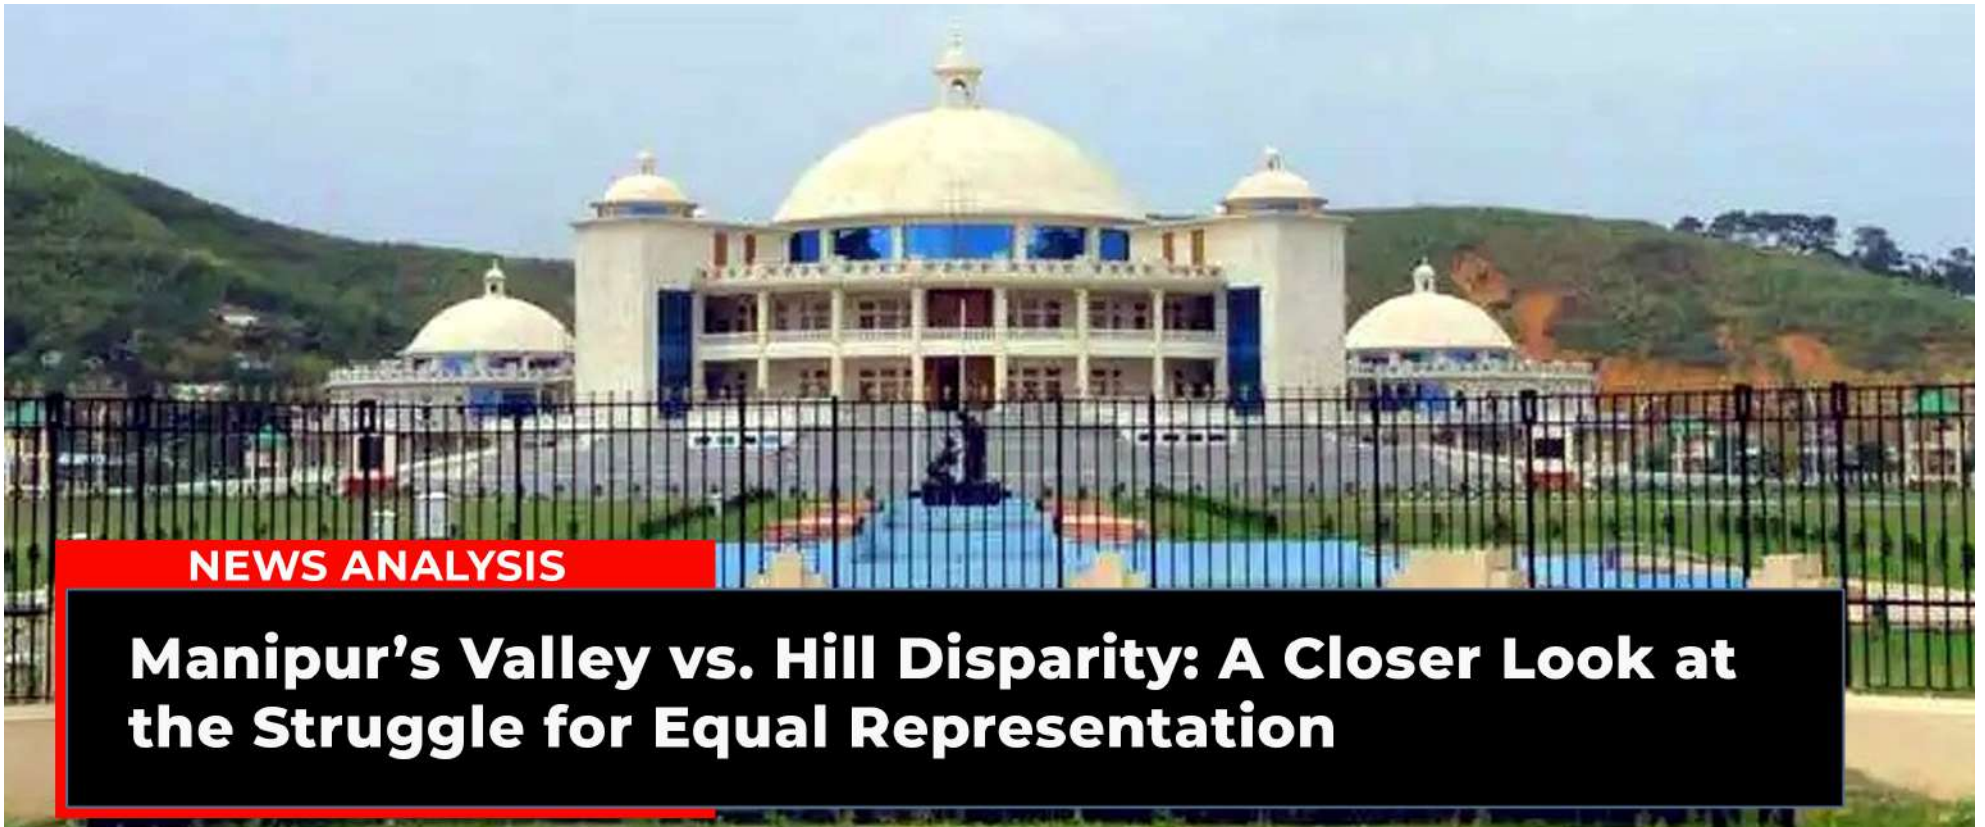 NEWS ANALYSIS
Manipur’s Valley vs. Hill Disparity: A Closer Look at
the Struggle for Equal Representation